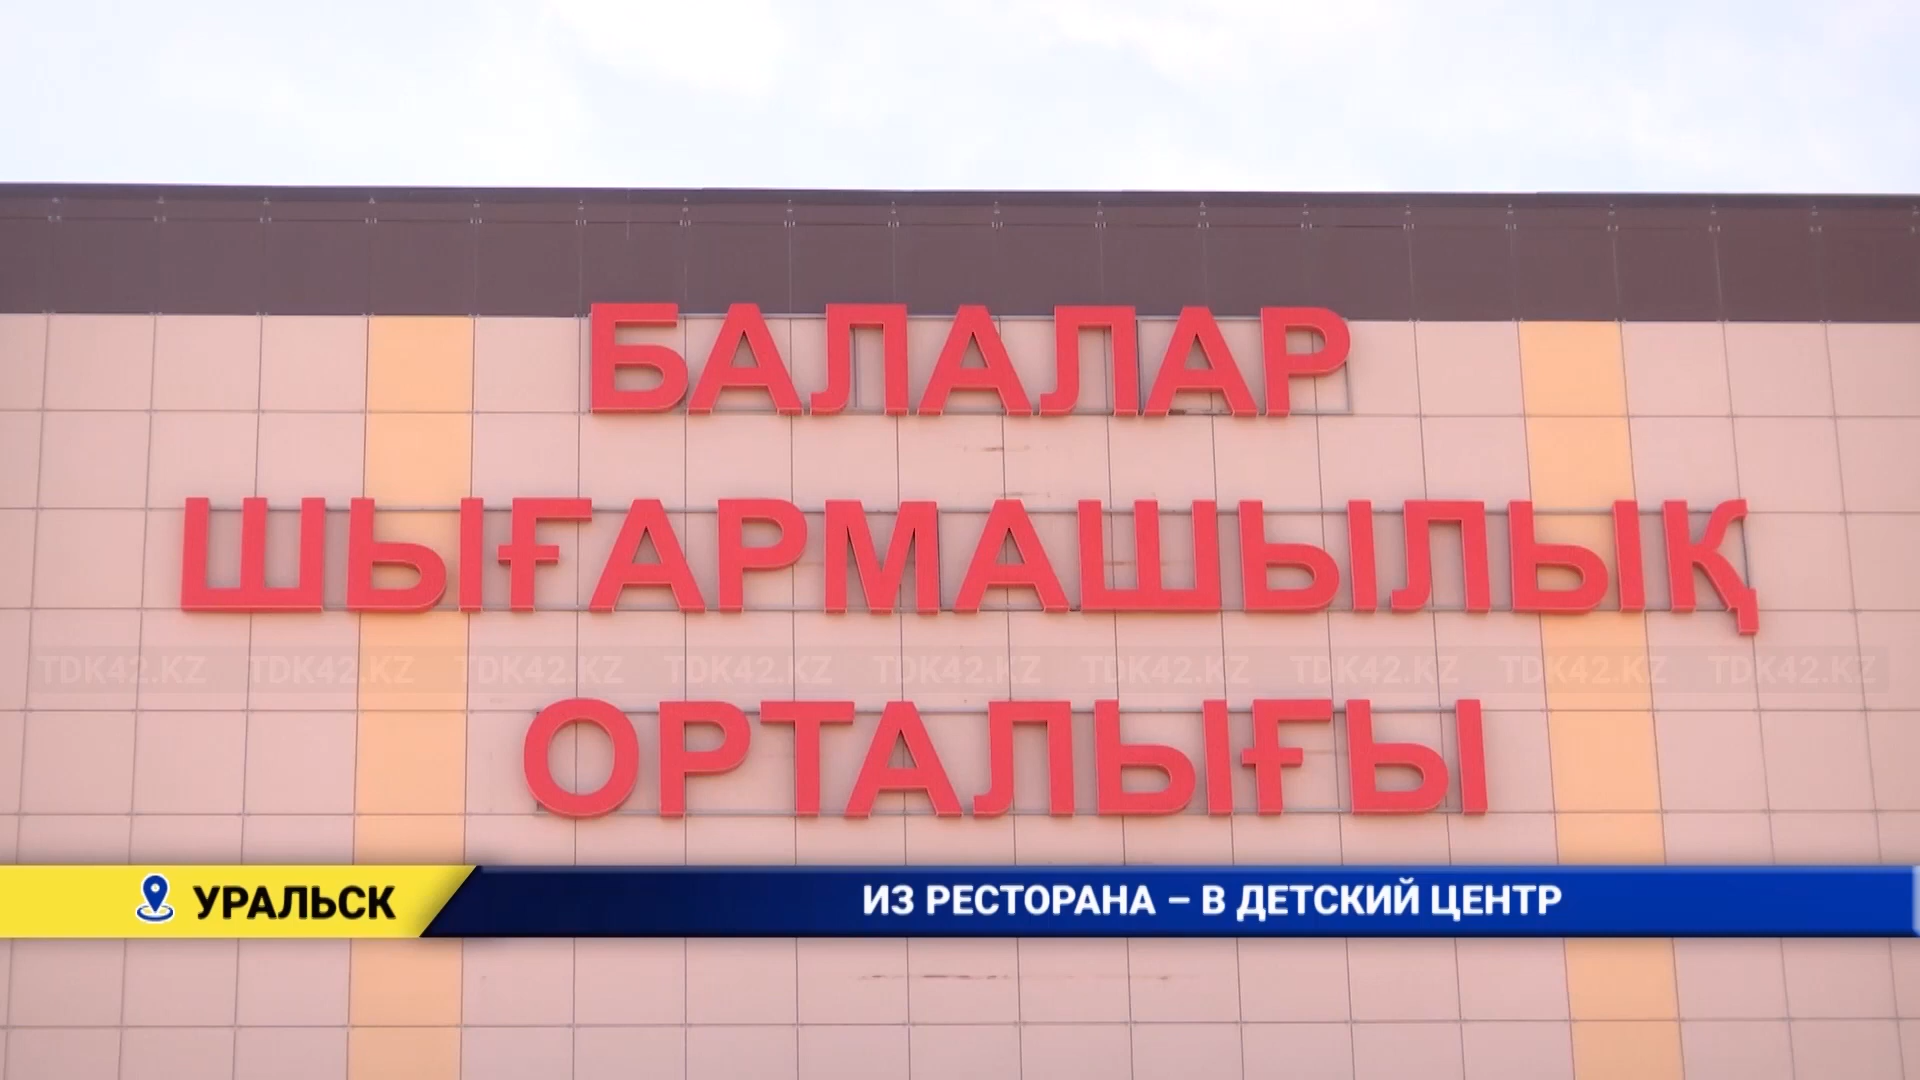 БАЛАЛАР
ШЫҒАРМАШЫЛЫҚ
TDK42.KZ TDK42.KZ TDK42.KZ TDK42.KZ TDK42.KZ TDK42.KZ TDK42.KZ TDK42.KZ TDK42.KZ
ОРТАЛЫҒЫ
УРАЛЬСК
ИЗ РЕСТОРАНА – В ДЕТСКИЙ ЦЕНТР